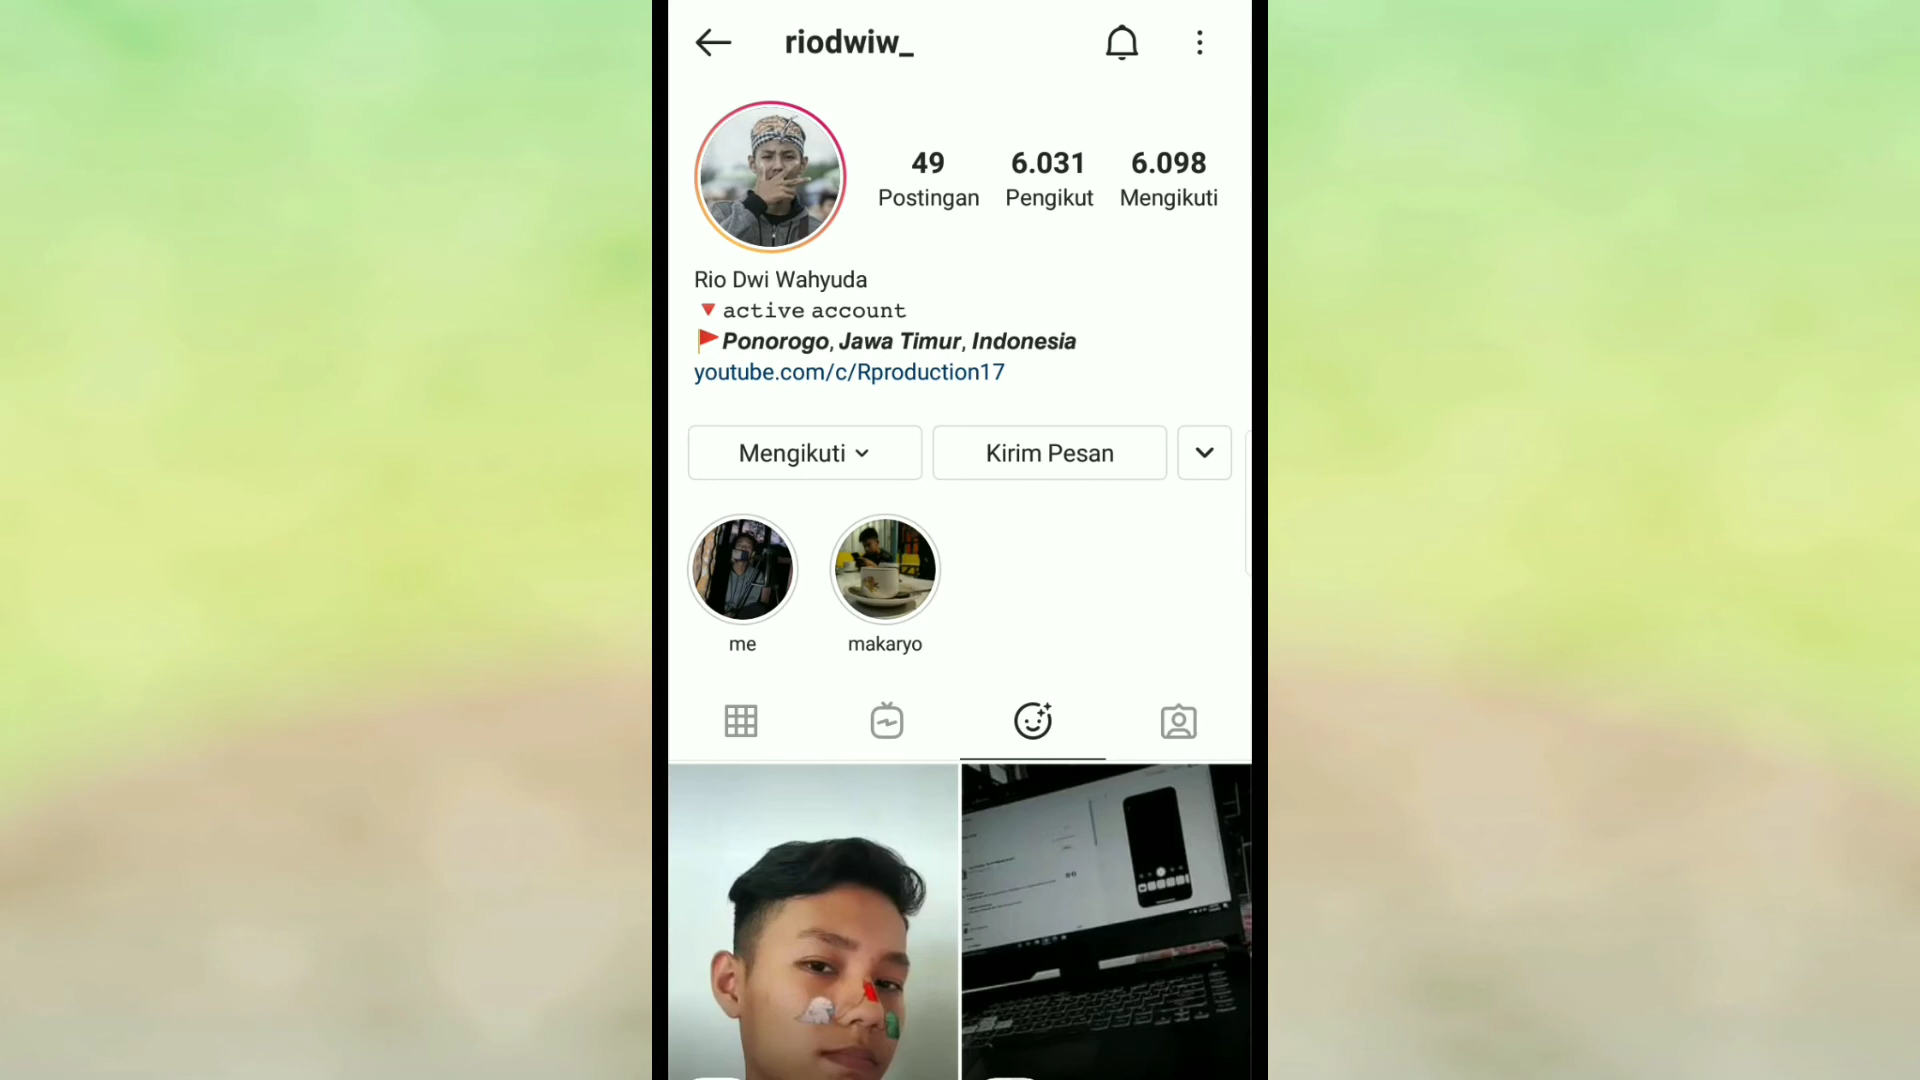 riodwiw_
49
6.031
6.098
Postingan
Pengikut
Mengikuti
Rio Dwi Wahyuda
🔻active account
🚩Ponorogo, Jawa Timur, Indonesia
youtube.com/c/Rproduction17
Mengikuti
Kirim Pesan
me
makaryo